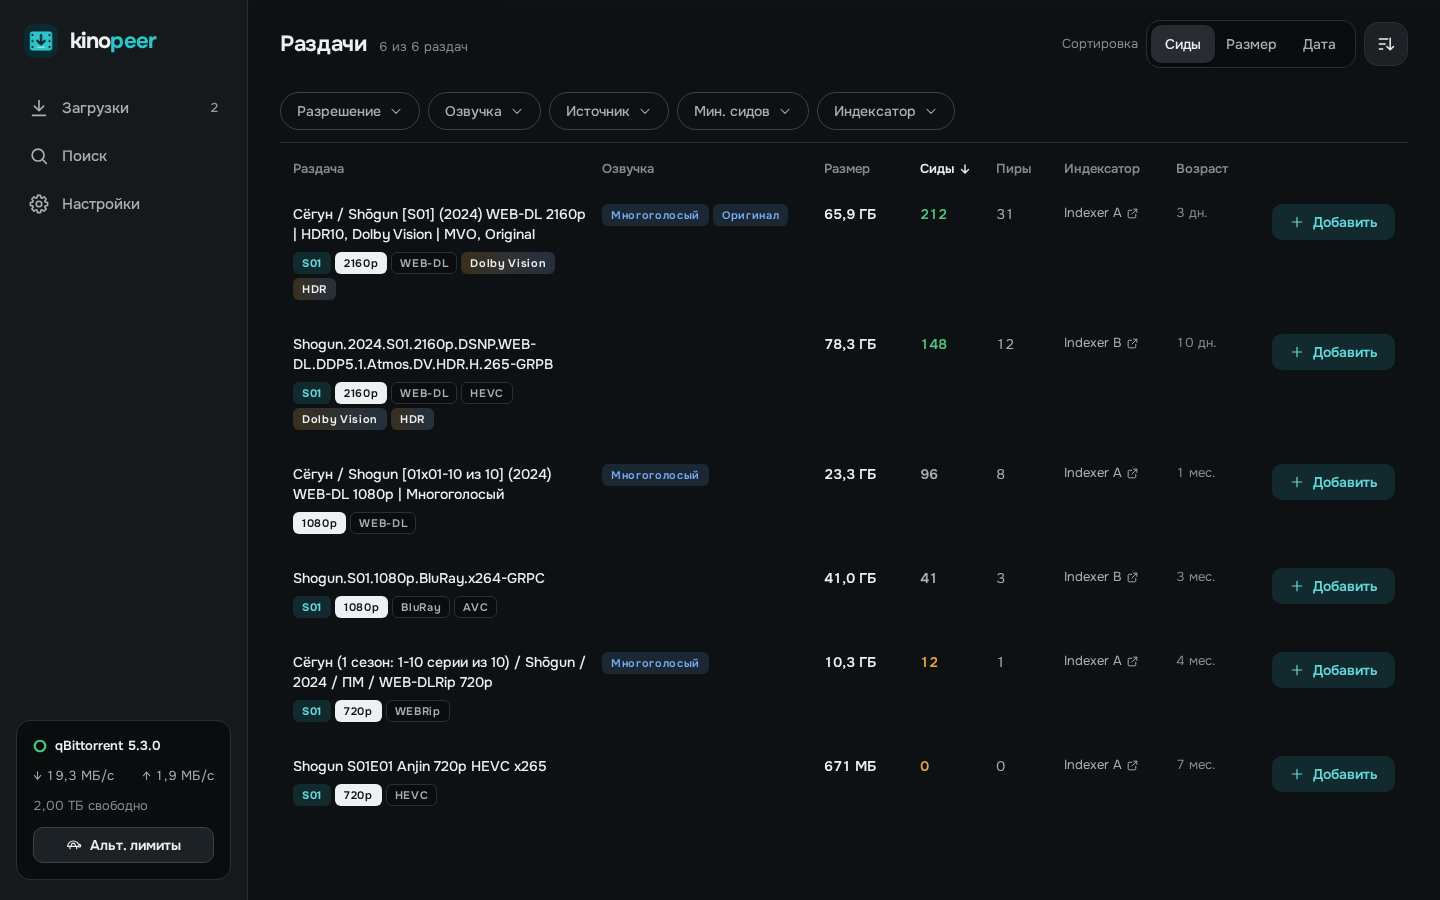 kinopeer
Загрузки 2
Поиск
Настройки
qBittorrent 5.3.0
↓ 19,3 МБ/с ↑ 1,9 МБ/с
2,00 ТБ свободно
Альт. лимиты
Раздачи 6 из 6 раздач
Сортировка Сиды Размер Дата
Разрешение Озвучка Источник Мин. сидов Индексатор
Раздача Озвучка Размер Сиды ↓ Пиры Индексатор Возраст
Сёгун / Shōgun [S01] (2024) WEB-DL 2160p
| HDR10, Dolby Vision | MVO, Original
S01 2160p WEB-DL Dolby Vision
HDR
Многоголосый Оригинал
65,9 ГБ 212 31 Indexer A 3 дн. + Добавить
Shogun.2024.S01.2160p.DSNP.WEB-
DL.DDP5.1.Atmos.DV.HDR.H.265-GRPB
S01 2160p WEB-DL HEVC
Dolby Vision HDR
78,3 ГБ 148 12 Indexer B 10 дн. + Добавить
Сёгун / Shogun [01x01-10 из 10] (2024)
WEB-DL 1080p | Многоголосый
1080p WEB-DL
Многоголосый
23,3 ГБ 96 8 Indexer A 1 мес. + Добавить
Shogun.S01.1080p.BluRay.x264-GRPC
S01 1080p BluRay AVC
41,0 ГБ 41 3 Indexer B 3 мес. + Добавить
Сёгун (1 сезон: 1-10 серии из 10) / Shōgun /
2024 / ПМ / WEB-DLRip 720p
S01 720p WEBRip
Многоголосый
10,3 ГБ 12 1 Indexer A 4 мес. + Добавить
Shogun S01E01 Anjin 720p HEVC x265
S01 720p HEVC
671 МБ 0 0 Indexer A 7 мес. + Добавить